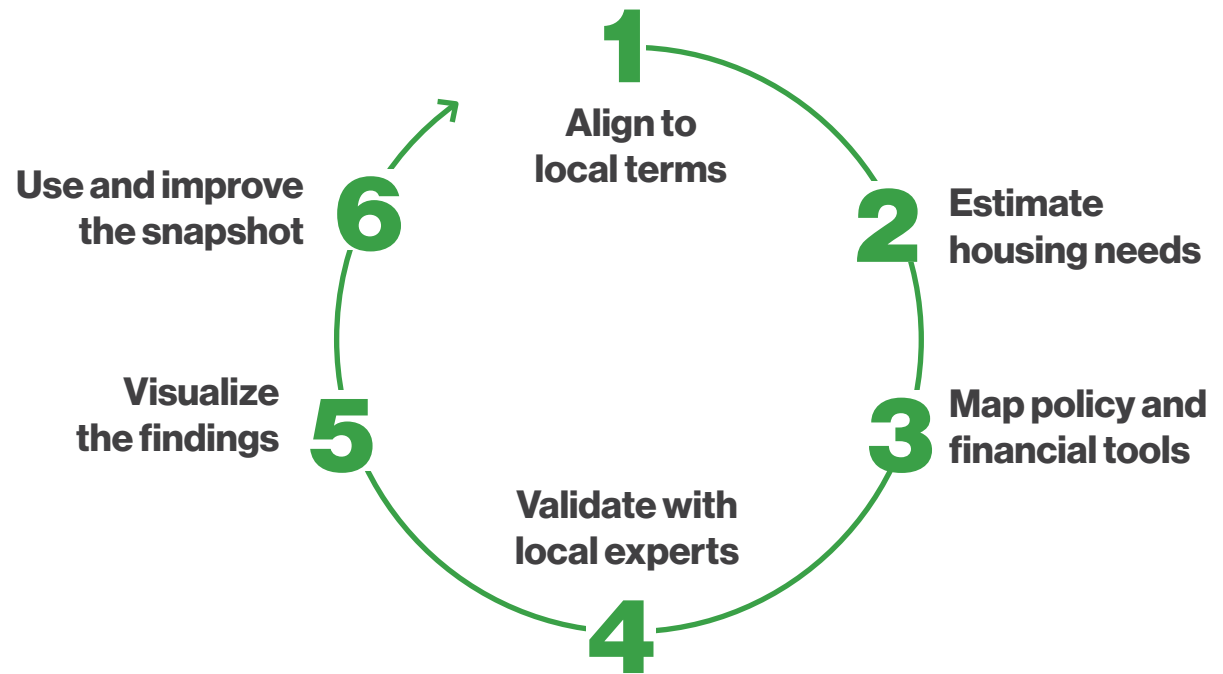 1
Align to
local terms
2
Estimate
housing needs
3
Map policy and
financial tools
4
Validate with
local experts
5
Visualize
the findings
6
Use and improve
the snapshot